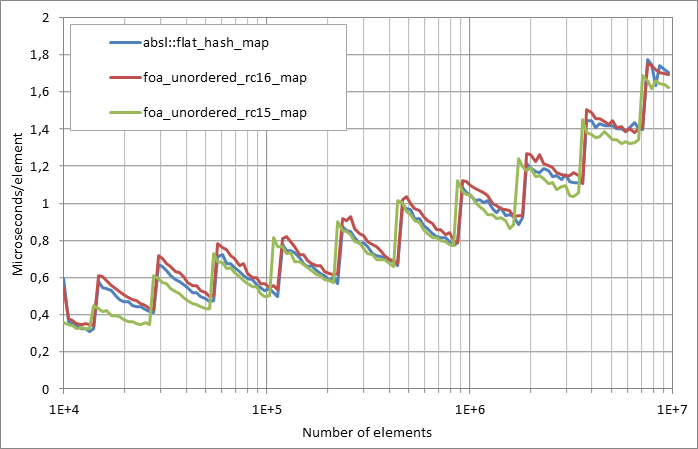 2
1,8
1,6
1,4
1,2
1
0,8
0,6
0,4
0,2
0
Microseconds/element
absl::flat_hash_map
foa_unordered_rc16_map
foa_unordered_rc15_map
1E+4 1E+5 1E+6 1E+7
Number of elements